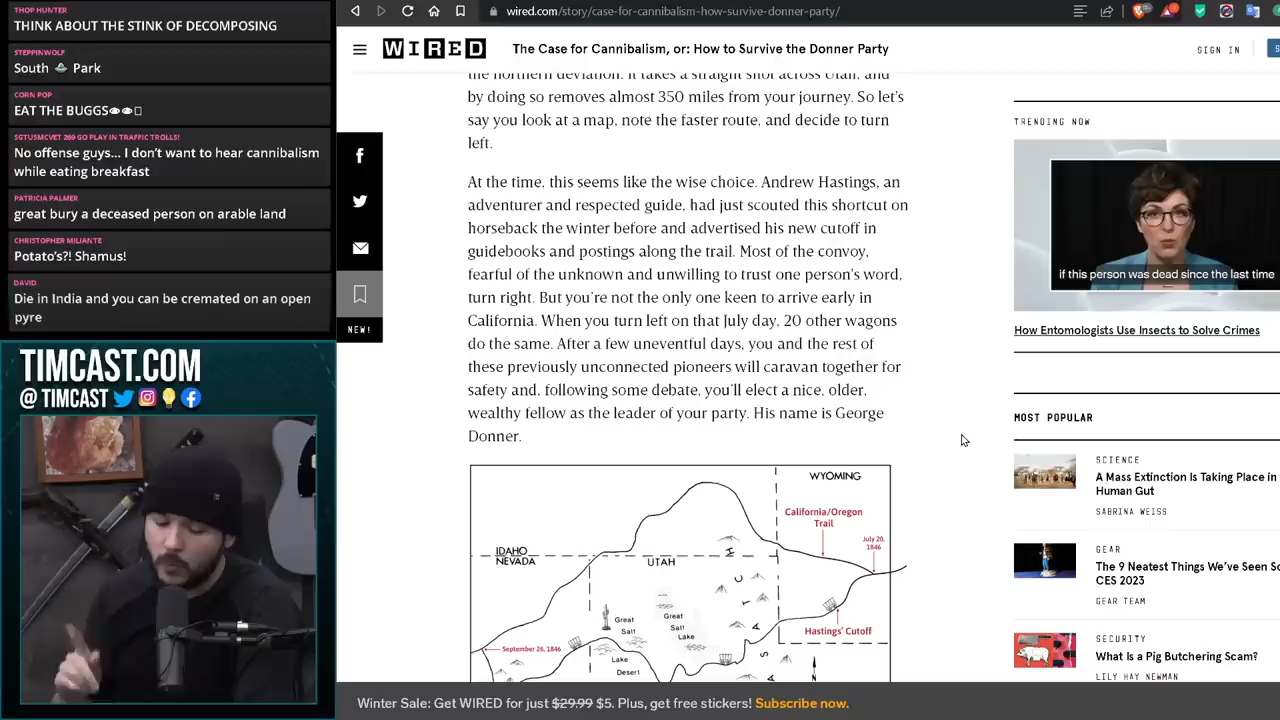 THOP HUNTER
THINK ABOUT THE STINK OF DECOMPOSING
STEPPINWOLF
South 🛸 Park
CORN POP
EAT THE BUGGS👁👁
SGTUSMCVET 269 GO PLAY IN TRAFFIC TROLLS!
No offense guys... I don't want to hear cannibalism
while eating breakfast
PATRICIA PALMER
great bury a deceased person on arable land
CHRISTOPHER MILIANTE
Potato's?! Shamus!
DAVID
Die in India and you can be cremated on an open
pyre
TIMCAST.COM
@ TIMCAST
wired.com/story/case-for-cannibalism-how-survive-donner-party/
WIRED
The Case for Cannibalism, or: How to Survive the Donner Party
SIGN IN
NEW!
the northern deviation. It takes a straight shot across Utah, and
by doing so removes almost 350 miles from your journey. So let's
say you look at a map, note the faster route, and decide to turn
left.
At the time, this seems like the wise choice. Andrew Hastings, an
adventurer and respected guide, had just scouted this shortcut on
horseback the winter before and advertised his new cutoff in
guidebooks and postings along the trail. Most of the convoy,
fearful of the unknown and unwilling to trust one person's word,
turn right. But you're not the only one keen to arrive early in
California. When you turn left on that July day, 20 other wagons
do the same. After a few uneventful days, you and the rest of
these previously unconnected pioneers will caravan together for
safety and, following some debate, you'll elect a nice, older,
wealthy fellow as the leader of your party. His name is George
Donner.
WYOMING
California/Oregon
Trail
July 20,
1846
IDAHO
NEVADA
UTAH
Great
Salt
Lake
Desert
Great
Salt
Lake
W A S A T C H
Hastings' Cutoff
September 26, 1846
N
TRENDING NOW
if this person was dead since the last time
How Entomologists Use Insects to Solve Crimes
MOST POPULAR
SCIENCE
A Mass Extinction Is Taking Place in
Human Gut
SABRINA WEISS
GEAR
The 9 Neatest Things We've Seen So
CES 2023
GEAR TEAM
SECURITY
What Is a Pig Butchering Scam?
LILY HAY NEWMAN
Winter Sale: Get WIRED for just $29.99 $5. Plus, get free stickers! Subscribe now.